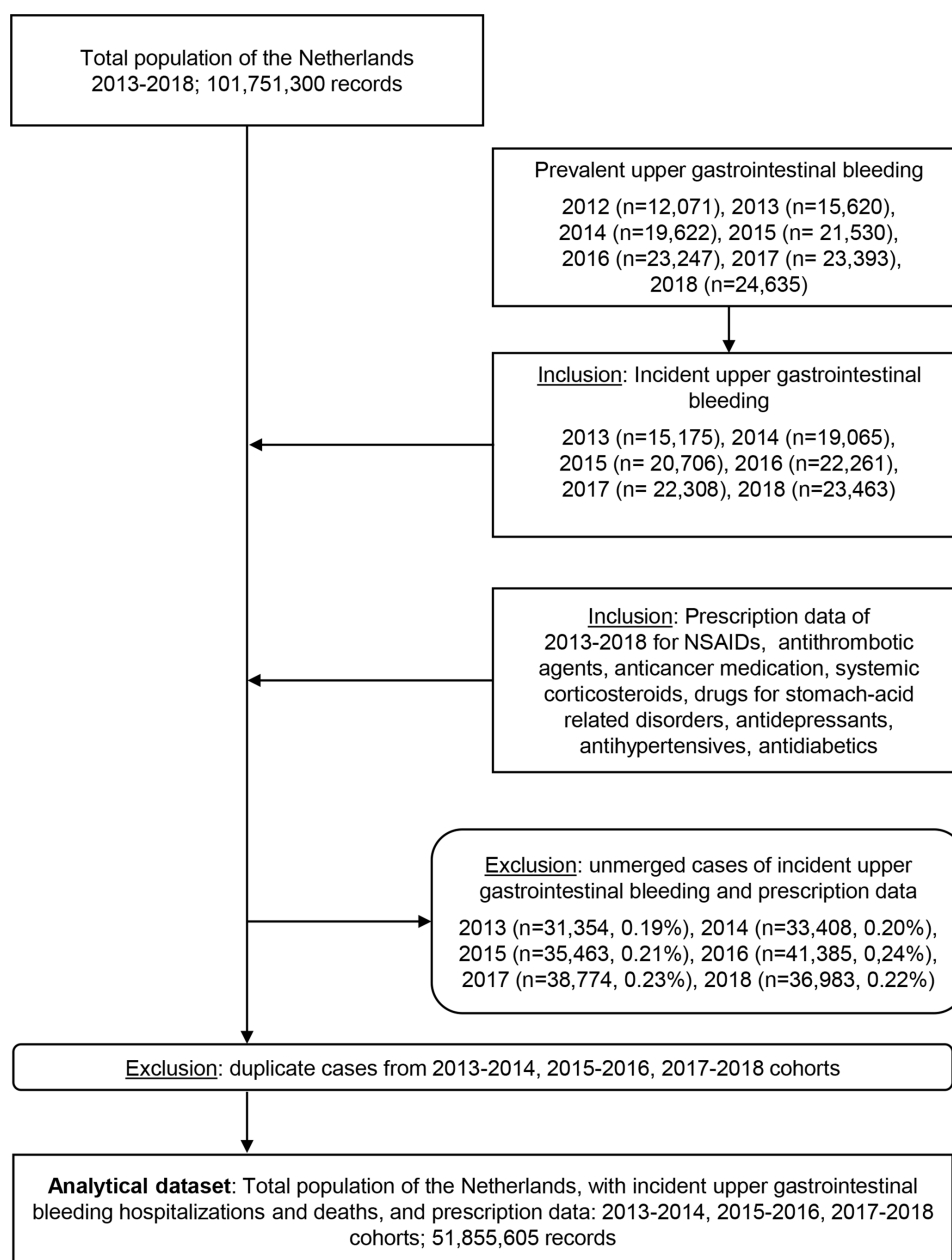 Total population of the Netherlands
2013-2018; 101,751,300 records
Prevalent upper gastrointestinal bleeding
2012 (n=12,071), 2013 (n=15,620),
2014 (n=19,622), 2015 (n= 21,530),
2016 (n=23,247), 2017 (n= 23,393),
2018 (n=24,635)
Inclusion: Incident upper gastrointestinal
bleeding
2013 (n=15,175), 2014 (n=19,065),
2015 (n= 20,706), 2016 (n=22,261),
2017 (n= 22,308), 2018 (n=23,463)
Inclusion: Prescription data of
2013-2018 for NSAIDs, antithrombotic
agents, anticancer medication, systemic
corticosteroids, drugs for stomach-acid
related disorders, antidepressants,
antihypertensives, antidiabetics
Exclusion: unmerged cases of incident upper
gastrointestinal bleeding and prescription data
2013 (n=31,354, 0.19%), 2014 (n=33,408, 0.20%),
2015 (n=35,463, 0.21%), 2016 (n=41,385, 0,24%),
2017 (n=38,774, 0.23%), 2018 (n=36,983, 0.22%)
Exclusion: duplicate cases from 2013-2014, 2015-2016, 2017-2018 cohorts
Analytical dataset: Total population of the Netherlands, with incident upper gastrointestinal
bleeding hospitalizations and deaths, and prescription data: 2013-2014, 2015-2016, 2017-2018
cohorts; 51,855,605 records